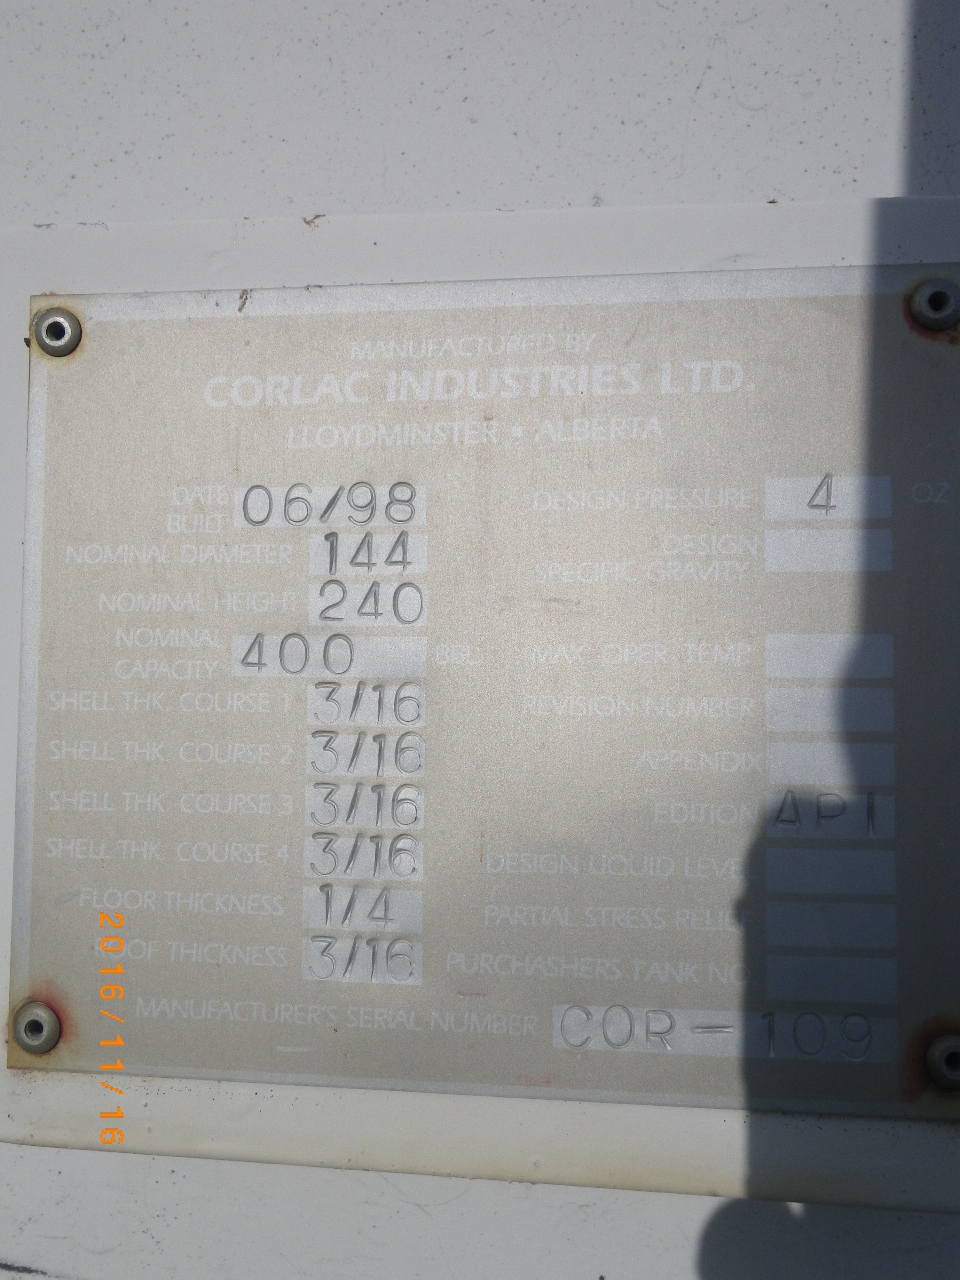 MANUFACTURED BY
CORLAC INDUSTRIES LTD.
LLOYDMINSTER • ALBERTA
DATE BUILT 06/98
NOMINAL DIAMETER 144
NOMINAL HEIGHT 240
NOMINAL CAPACITY 400 BBL.
SHELL THK. COURSE 1 3/16
SHELL THK. COURSE 2 3/16
SHELL THK. COURSE 3 3/16
SHELL THK. COURSE 4 3/16
FLOOR THICKNESS 1/4
ROOF THICKNESS 3/16
DESIGN PRESSURE 4 OZ
DESIGN SPECIFIC GRAVITY
MAX. OPER. TEMP
REVISION NUMBER
APPENDIX
EDITION API
DESIGN LIQUID LEVEL
PARTIAL STRESS RELIEF
PURCHASHERS TANK NO.
MANUFACTURER'S SERIAL NUMBER COR-109
2016/11/16